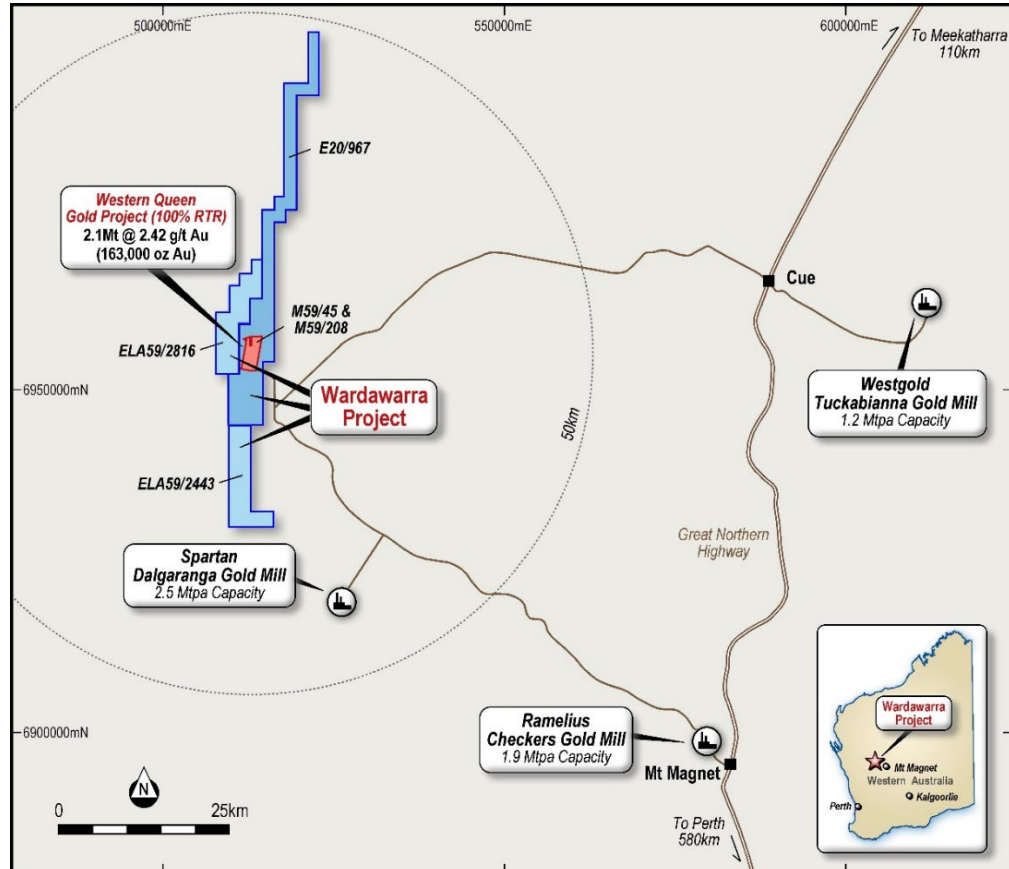 500000mE
550000mE
600000mE
To Meekatharra
110km
E20/967
Western Queen
Gold Project (100% RTR)
2.1Mt @ 2.42 g/t Au
(163,000 oz Au)
M59/45 &
M59/208
Cue
ELA59/2816
6950000mN
Wardawarra
Project
50km
Westgold
Tuckabianna Gold Mill
1.2 Mtpa Capacity
ELA59/2443
Great Northern
Highway
Spartan
Dalgaranga Gold Mill
2.5 Mtpa Capacity
6900000mN
Ramelius
Checkers Gold Mill
1.9 Mtpa Capacity
Mt Magnet
N
0
25km
To Perth
580km
Wardawarra
Project
Mt Magnet
Western Australia
Kalgoorlie
Perth